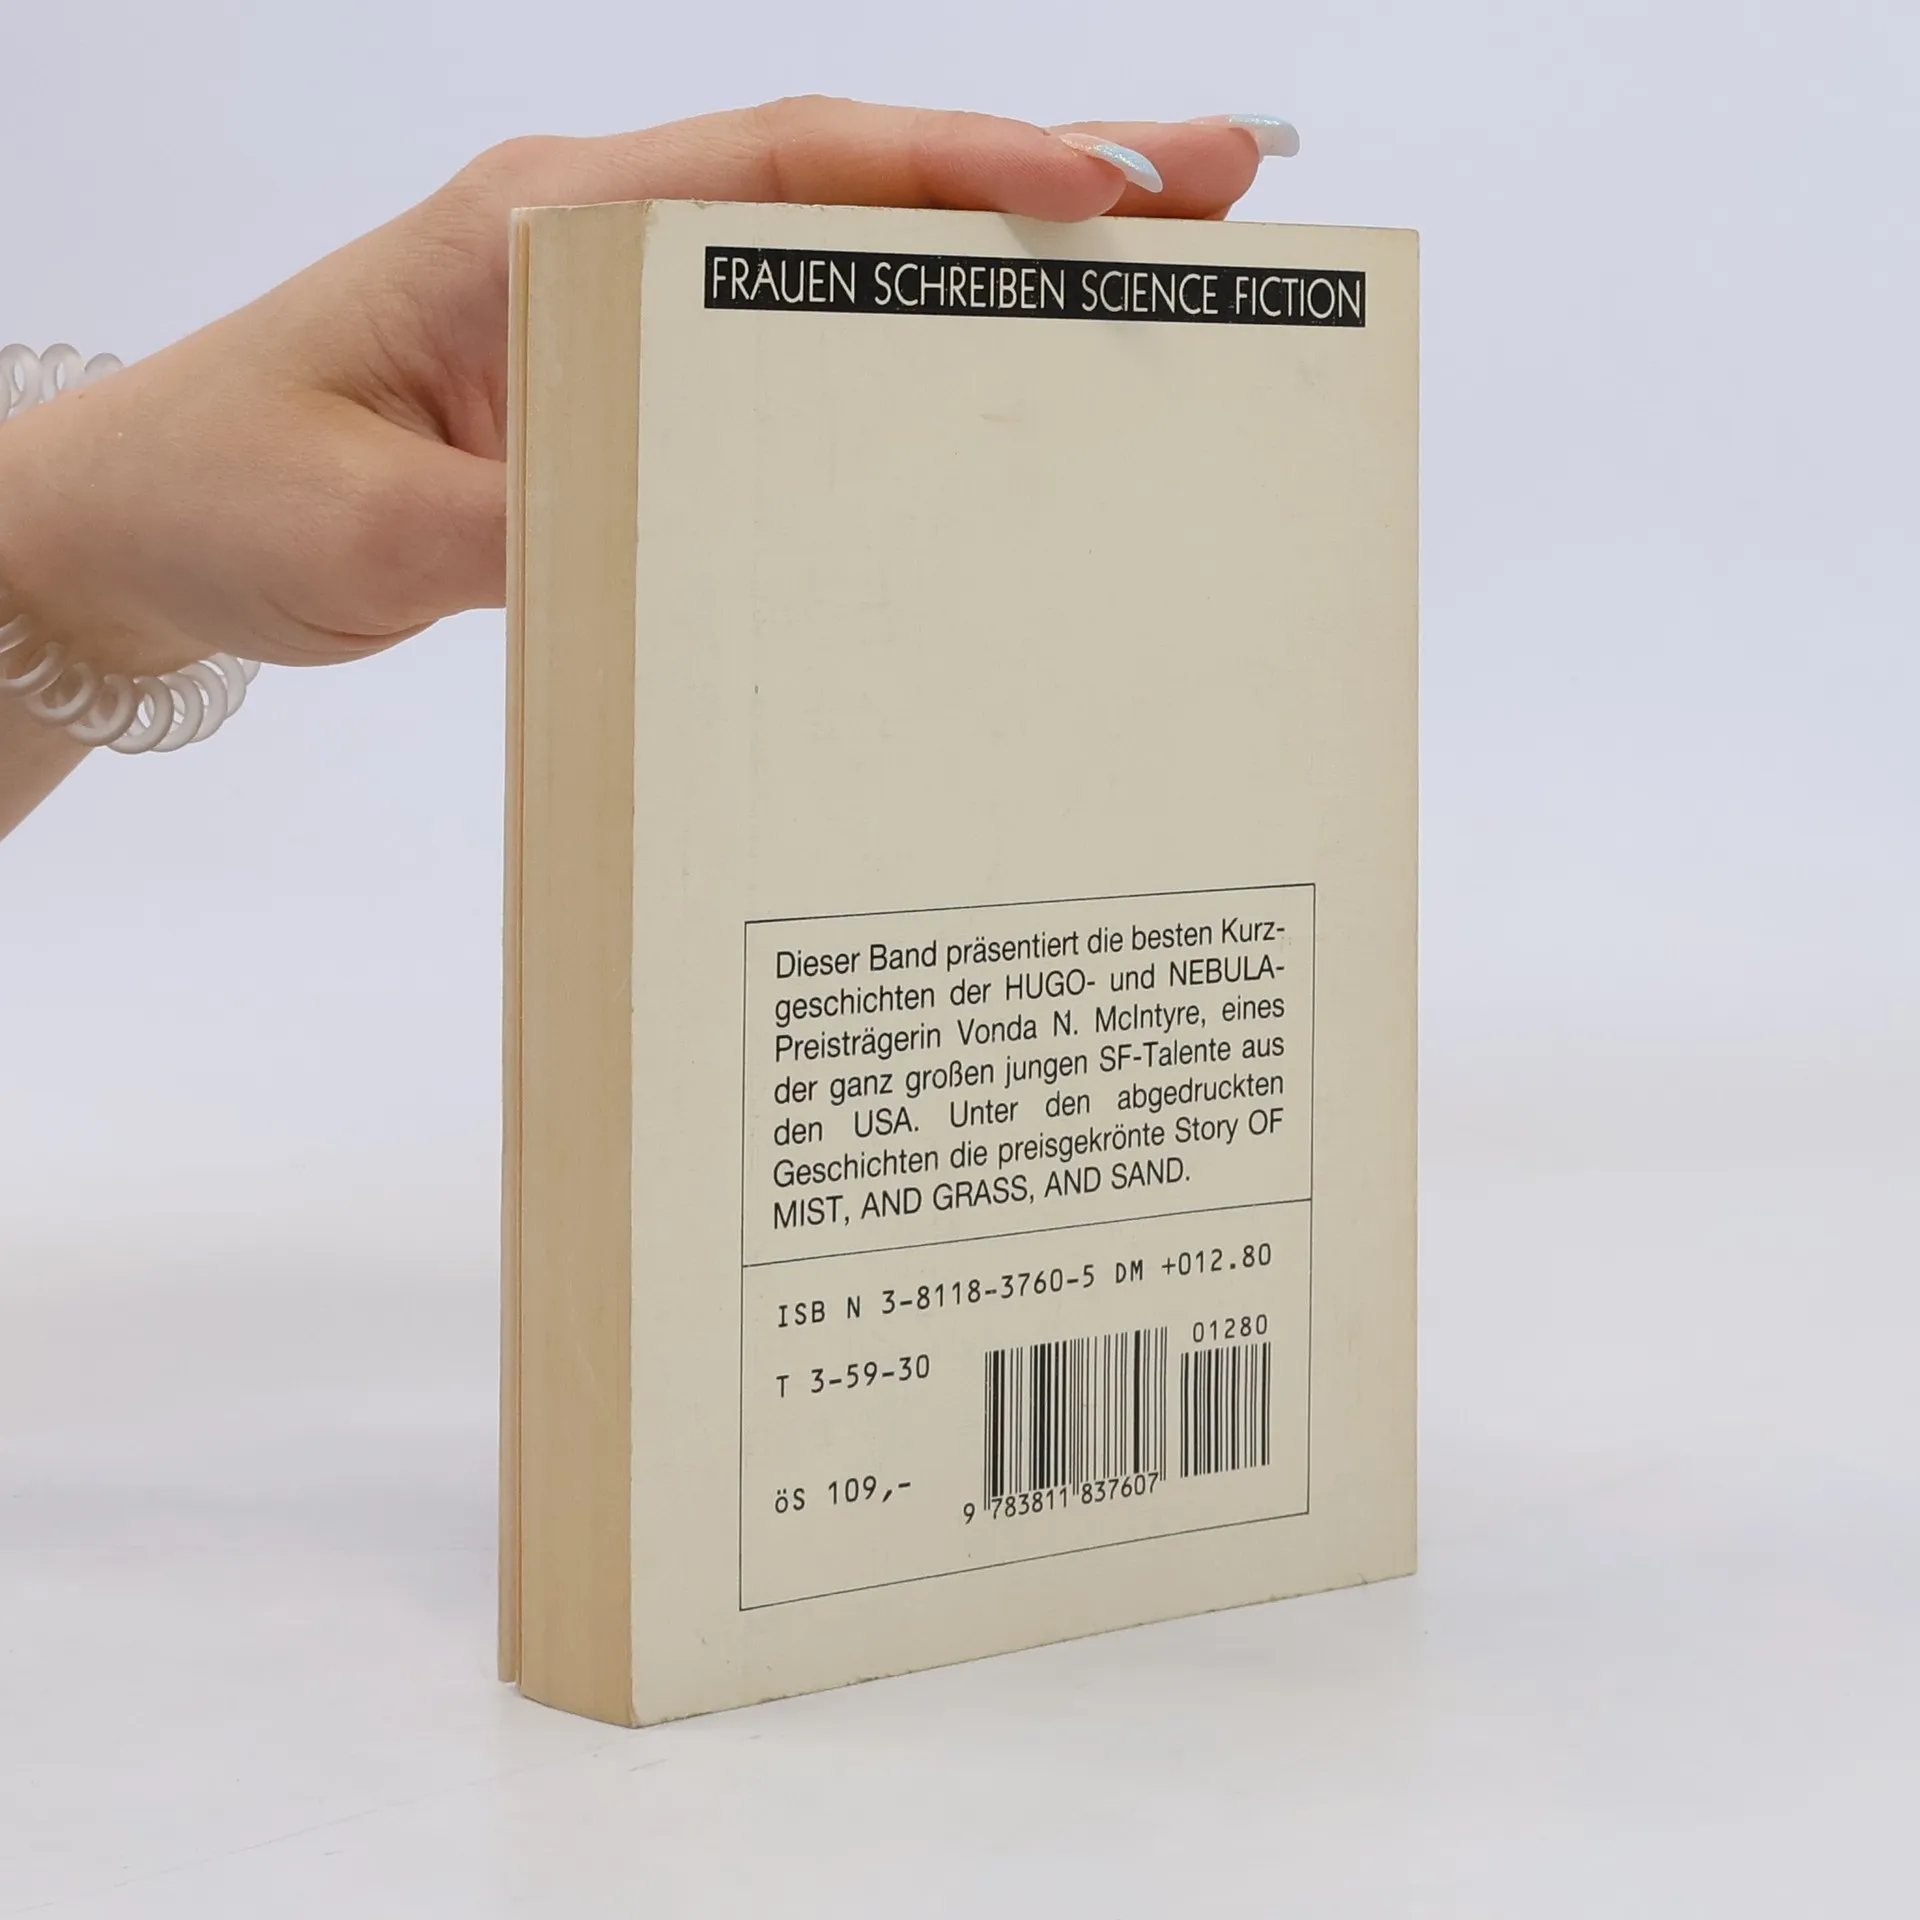 FRAUEN SCHREIBEN SCIENCE FICTION
Dieser Band präsentiert die besten Kurz-
geschichten der HUGO- und NEBULA-
Preisträgerin Vonda N. McIntyre, eines
der ganz großen jungen SF-Talente aus
den USA. Unter den abgedruckten
Geschichten die preisgekrönte Story OF
MIST, AND GRASS, AND SAND.
ISB N 3-8118-3760-5 DM +012.80
01280
T 3-59-30
öS 109,-
9 783811 837607